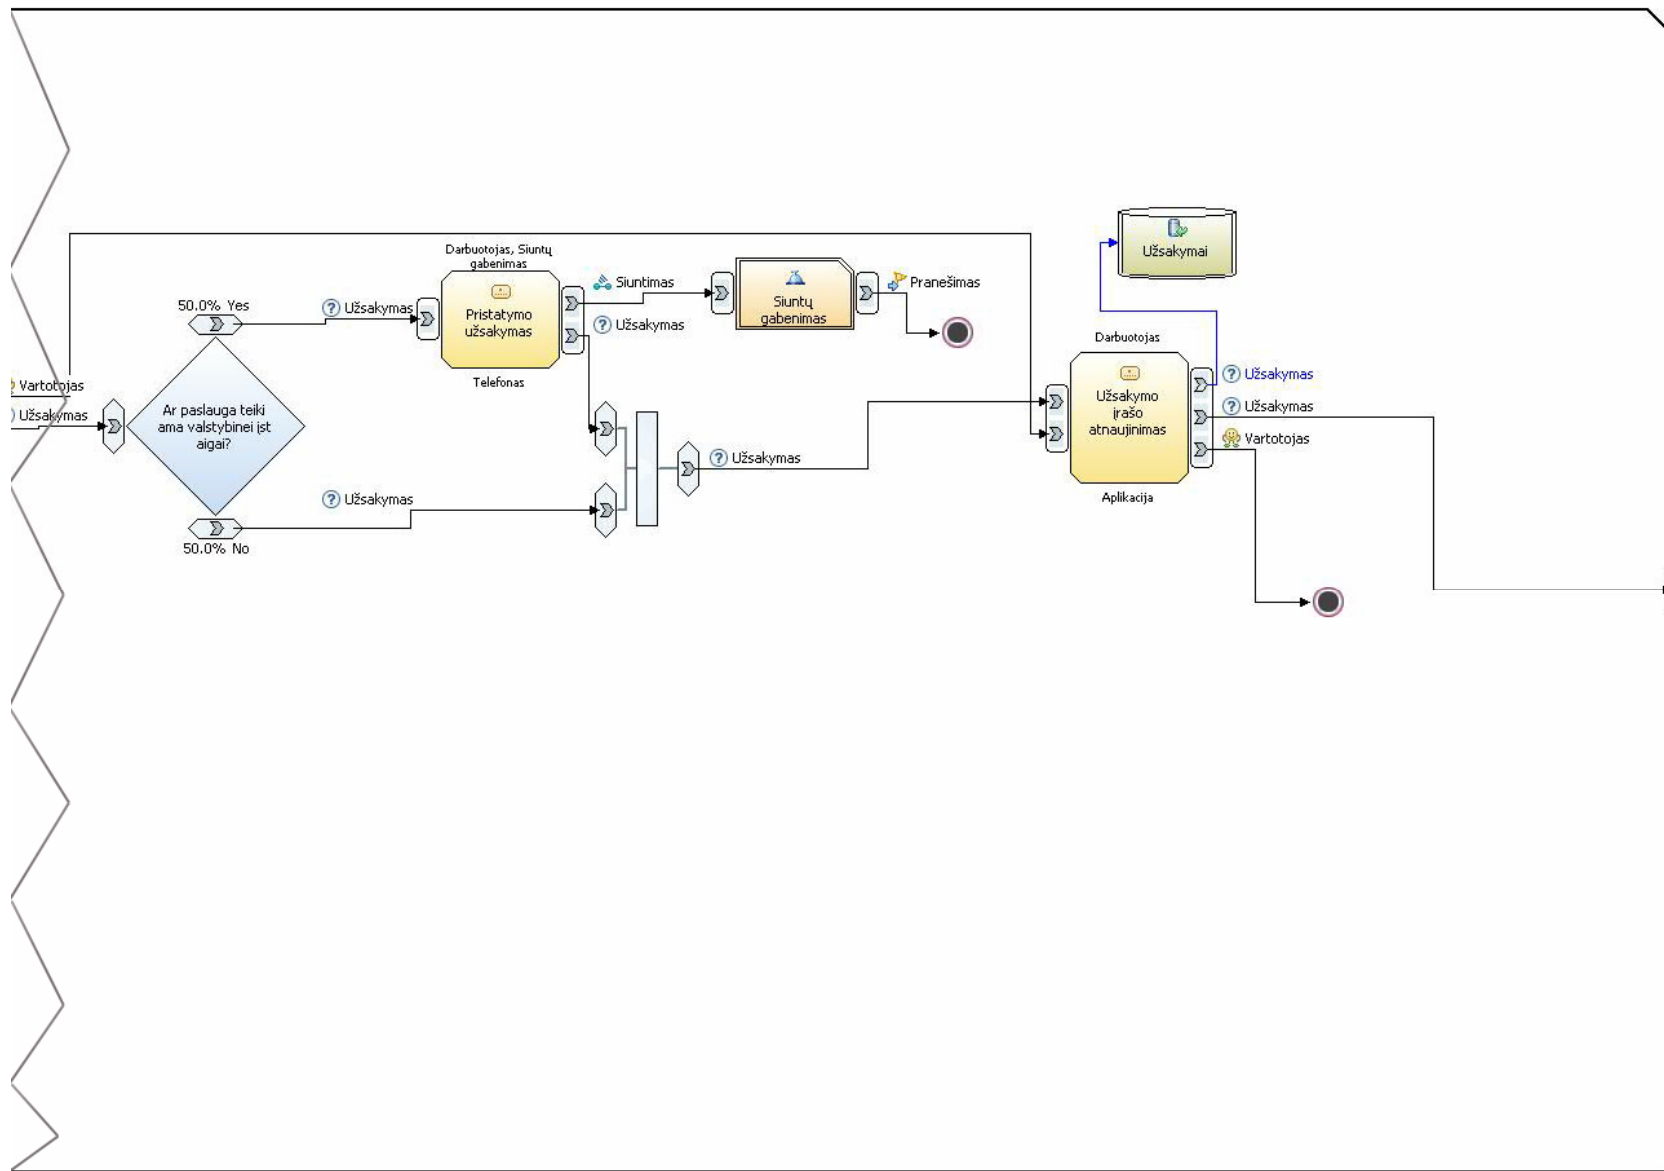 Užsakymai
Darbuotojas, Siuntų
gabenimas
Pristatymo
užsakymas
Telefonas
50.0% Yes
Užsakymas
Siuntimas
Užsakymas
Siuntų
gabenimas
Pranešimas
Vartotojas
Užsakymas
Ar paslauga teiki
ama valstybinei įst
aigai?
Užsakymas
50.0% No
Užsakymas
Darbuotojas
Užsakymo
įrašo
atnaujinimas
Aplikacija
Užsakymas
Užsakymas
Vartotojas